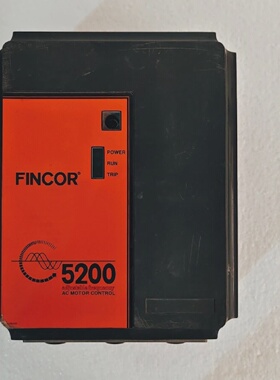 POWER
RUN
TRIP
FINCOR®
5200
AC MOTOR CONTROL